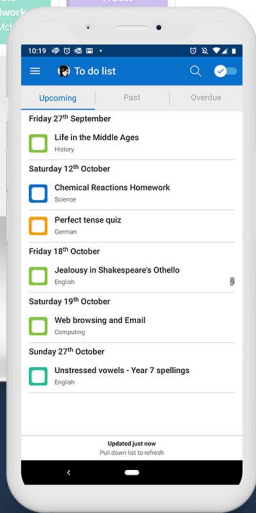 10:19
To do list
Upcoming Past Overdue
Friday 27th September
Life in the Middle Ages
History
Saturday 12th October
Chemical Reactions Homework
Science
Perfect tense quiz
German
Friday 18th October
Jealousy in Shakespeare's Othello
English
Saturday 19th October
Web browsing and Email
Computing
Sunday 27th October
Unstressed vowels - Year 7 spellings
English
Updated just now
Pull down list to refresh